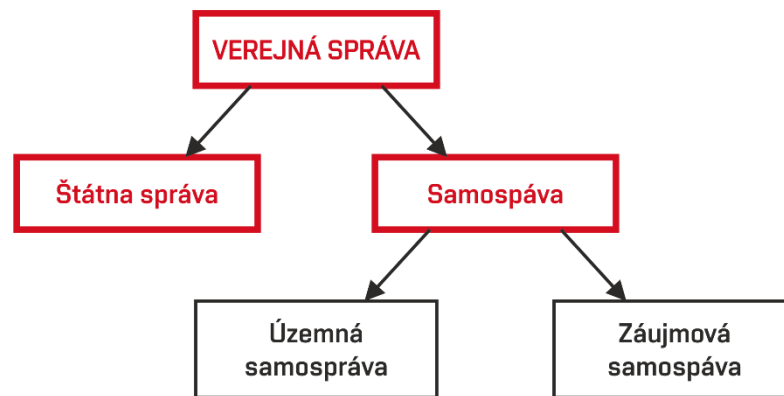 VEREJNÁ SPRÁVA
Štátna správa
Samospáva
Územná
samospráva
Záujmová
samospáva